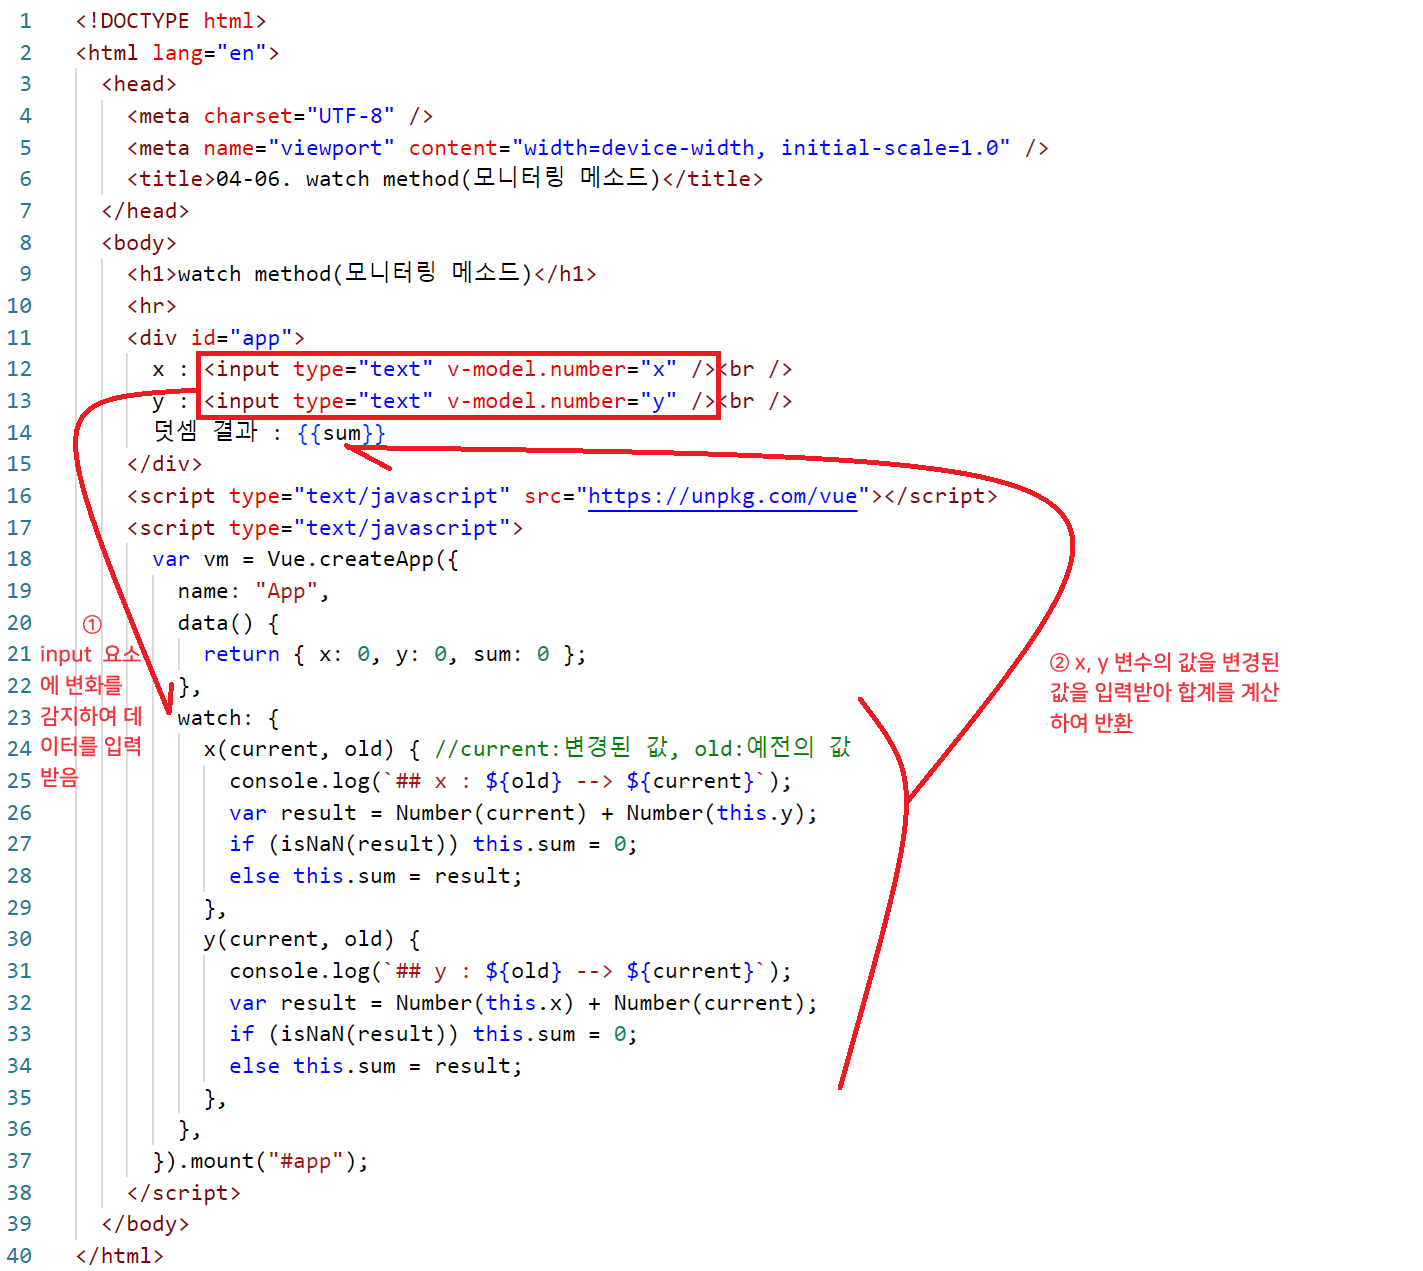 1 <!DOCTYPE html>
2 <html lang="en">
3 <head>
4 <meta charset="UTF-8" />
5 <meta name="viewport" content="width=device-width, initial-scale=1.0" />
6 <title>04-06. watch method(모니터링 메소드)</title>
7 </head>
8 <body>
9 <h1>watch method(모니터링 메소드)</h1>
10 <hr>
11 <div id="app">
12 x : <input type="text" v-model.number="x" /><br />
13 y : <input type="text" v-model.number="y" /><br />
14 덧셈 결과 : {{sum}}
15 </div>
16 <script type="text/javascript" src="https://unpkg.com/vue"></script>
17 <script type="text/javascript">
18 var vm = Vue.createApp({
19 name: "App",
20 data() {
21 return { x: 0, y: 0, sum: 0 };
22 },
23 watch: {
24 x(current, old) { //current:변경된 값, old:예전의 값
25 console.log(`## x : ${old} --> ${current}`);
26 var result = Number(current) + Number(this.y);
27 if (isNaN(result)) this.sum = 0;
28 else this.sum = result;
29 },
30 y(current, old) {
31 console.log(`## y : ${old} --> ${current}`);
32 var result = Number(this.x) + Number(current);
33 if (isNaN(result)) this.sum = 0;
34 else this.sum = result;
35 },
36 },
37 }).mount("#app");
38 </script>
39 </body>
40 </html>
①
input 요소
에 변화를
감지하여 데
이터를 입력
받음
② x, y 변수의 값을 변경된
값을 입력받아 합계를 계산
하여 반환